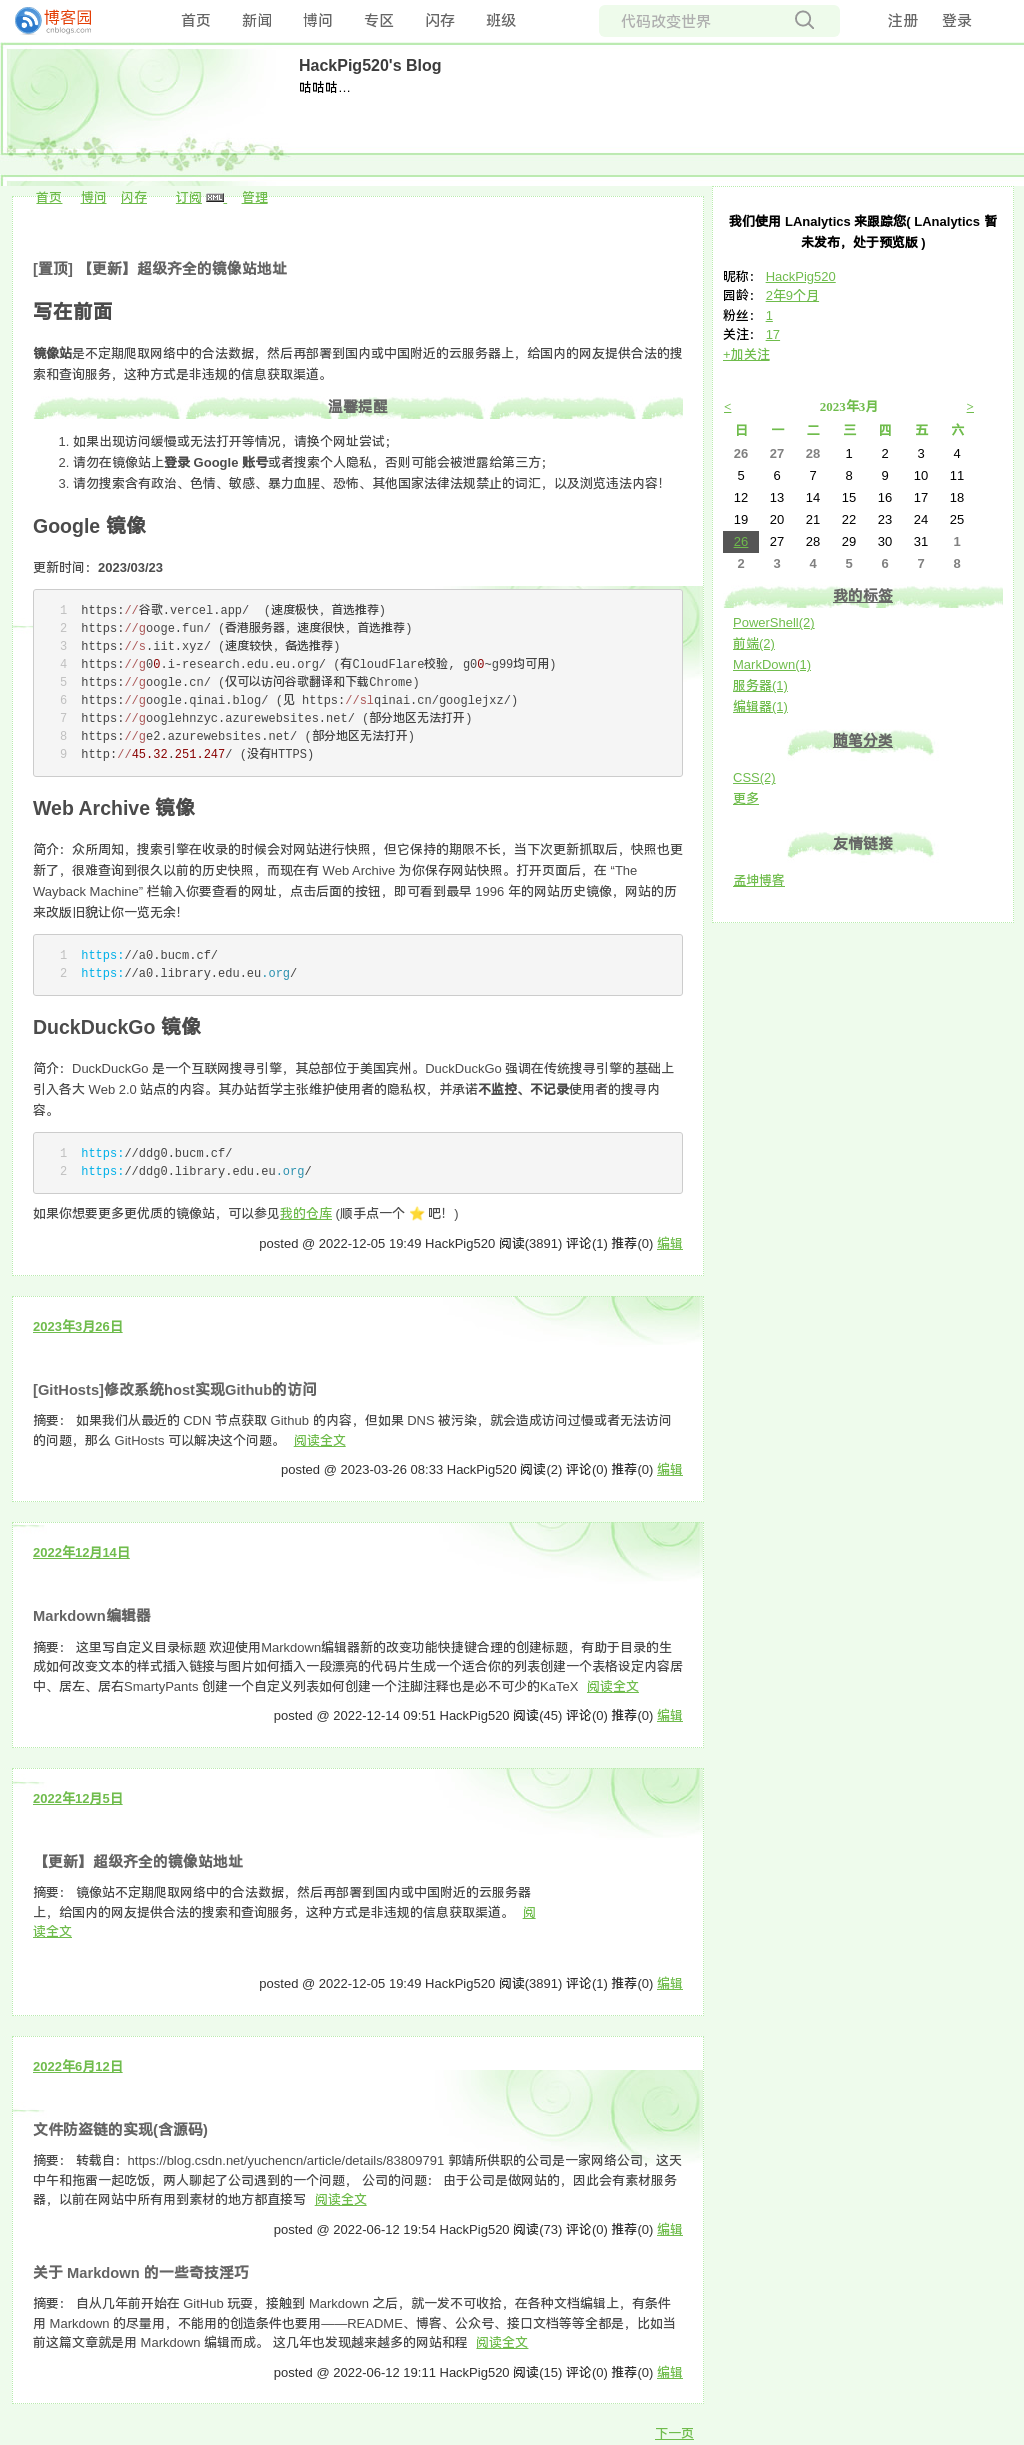 博客园
cnblogs.com
首页 新闻 博问 专区 闪存 班级
代码改变世界
注册 登录
HackPig520's Blog
咕咕咕...
首页 博问 闪存 订阅 XML 管理
[置顶] 【更新】超级齐全的镜像站地址
写在前面
镜像站是不定期爬取网络中的合法数据，然后再部署到国内或中国附近的云服务器上，给国内的网友提供合法的搜
索和查询服务，这种方式是非违规的信息获取渠道。
温馨提醒
1. 如果出现访问缓慢或无法打开等情况，请换个网址尝试；
2. 请勿在镜像站上登录 Google 账号或者搜索个人隐私，否则可能会被泄露给第三方；
3. 请勿搜索含有政治、色情、敏感、暴力血腥、恐怖、其他国家法律法规禁止的词汇，以及浏览违法内容！
Google 镜像
更新时间：2023/03/23
1 https://谷歌.vercel.app/ (速度极快，首选推荐)
2 https://googe.fun/ (香港服务器，速度很快，首选推荐)
3 https://s.iit.xyz/ (速度较快，备选推荐)
4 https://g00.i-research.edu.eu.org/ (有CloudFlare校验, g00~g99均可用)
5 https://google.cn/ (仅可以访问谷歌翻译和下载Chrome)
6 https://google.qinai.blog/ (见 https://slqinai.cn/googlejxz/)
7 https://googlehnzyc.azurewebsites.net/ (部分地区无法打开)
8 https://ge2.azurewebsites.net/ (部分地区无法打开)
9 http://45.32.251.247/ (没有HTTPS)
Web Archive 镜像
简介：众所周知，搜索引擎在收录的时候会对网站进行快照，但它保持的期限不长，当下次更新抓取后，快照也更
新了，很难查询到很久以前的历史快照，而现在有 Web Archive 为你保存网站快照。打开页面后，在 “The
Wayback Machine” 栏输入你要查看的网址，点击后面的按钮，即可看到最早 1996 年的网站历史镜像，网站的历
来改版旧貌让你一览无余！
1 https://a0.bucm.cf/
2 https://a0.library.edu.eu.org/
DuckDuckGo 镜像
简介：DuckDuckGo 是一个互联网搜寻引擎，其总部位于美国宾州。DuckDuckGo 强调在传统搜寻引擎的基础上
引入各大 Web 2.0 站点的内容。其办站哲学主张维护使用者的隐私权，并承诺不监控、不记录使用者的搜寻内
容。
1 https://ddg0.bucm.cf/
2 https://ddg0.library.edu.eu.org/
如果你想要更多更优质的镜像站，可以参见我的仓库 (顺手点一个 ⭐ 吧！)
posted @ 2022-12-05 19:49 HackPig520 阅读(3891) 评论(1) 推荐(0) 编辑
2023年3月26日
[GitHosts]修改系统host实现Github的访问
摘要： 如果我们从最近的 CDN 节点获取 Github 的内容，但如果 DNS 被污染，就会造成访问过慢或者无法访问
的问题，那么 GitHosts 可以解决这个问题。 阅读全文
posted @ 2023-03-26 08:33 HackPig520 阅读(2) 评论(0) 推荐(0) 编辑
2022年12月14日
Markdown编辑器
摘要： 这里写自定义目录标题 欢迎使用Markdown编辑器新的改变功能快捷键合理的创建标题，有助于目录的生
成如何改变文本的样式插入链接与图片如何插入一段漂亮的代码片生成一个适合你的列表创建一个表格设定内容居
中、居左、居右SmartyPants 创建一个自定义列表如何创建一个注脚注释也是必不可少的KaTeX 阅读全文
posted @ 2022-12-14 09:51 HackPig520 阅读(45) 评论(0) 推荐(0) 编辑
2022年12月5日
【更新】超级齐全的镜像站地址
摘要： 镜像站不定期爬取网络中的合法数据，然后再部署到国内或中国附近的云服务器
上，给国内的网友提供合法的搜索和查询服务，这种方式是非违规的信息获取渠道。 阅
读全文
posted @ 2022-12-05 19:49 HackPig520 阅读(3891) 评论(1) 推荐(0) 编辑
2022年6月12日
文件防盗链的实现(含源码)
摘要： 转载自：https://blog.csdn.net/yuchencn/article/details/83809791 郭靖所供职的公司是一家网络公司，这天
中午和拖雷一起吃饭，两人聊起了公司遇到的一个问题， 公司的问题： 由于公司是做网站的，因此会有素材服务
器，以前在网站中所有用到素材的地方都直接写 阅读全文
posted @ 2022-06-12 19:54 HackPig520 阅读(73) 评论(0) 推荐(0) 编辑
关于 Markdown 的一些奇技淫巧
摘要： 自从几年前开始在 GitHub 玩耍，接触到 Markdown 之后，就一发不可收拾，在各种文档编辑上，有条件
用 Markdown 的尽量用，不能用的创造条件也要用——README、博客、公众号、接口文档等等全都是，比如当
前这篇文章就是用 Markdown 编辑而成。 这几年也发现越来越多的网站和程 阅读全文
posted @ 2022-06-12 19:11 HackPig520 阅读(15) 评论(0) 推荐(0) 编辑
下一页
我们使用 LAnalytics 来跟踪您( LAnalytics 暂
未发布，处于预览版 )
昵称： HackPig520
园龄： 2年9个月
粉丝： 1
关注： 17
+加关注
< 2023年3月 >
日 一 二 三 四 五 六
26 27 28 1 2 3 4
5 6 7 8 9 10 11
12 13 14 15 16 17 18
19 20 21 22 23 24 25
26 27 28 29 30 31 1
2 3 4 5 6 7 8
我的标签
PowerShell(2)
前端(2)
MarkDown(1)
服务器(1)
编辑器(1)
随笔分类
CSS(2)
更多
友情链接
孟坤博客